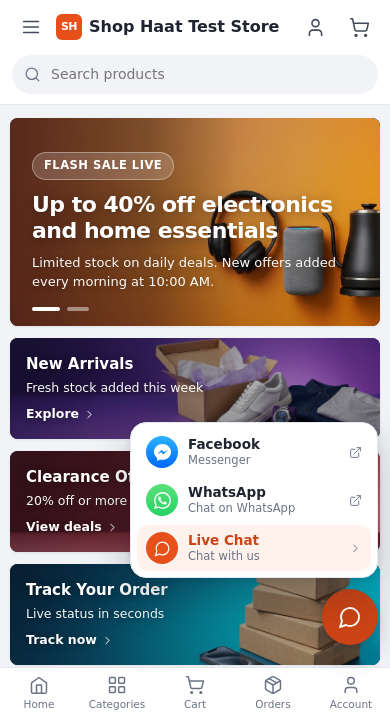 SH
Shop Haat Test Store
Search products
FLASH SALE LIVE
Up to 40% off electronics
and home essentials
Limited stock on daily deals. New offers added
every morning at 10:00 AM.
New Arrivals
Fresh stock added this week
Explore
Clearance
20% off or more
View deals
Facebook
Messenger
WhatsApp
Chat on WhatsApp
Live Chat
Chat with us
Track Your Order
Live status in seconds
Track now
Home
Categories
Cart
Orders
Account